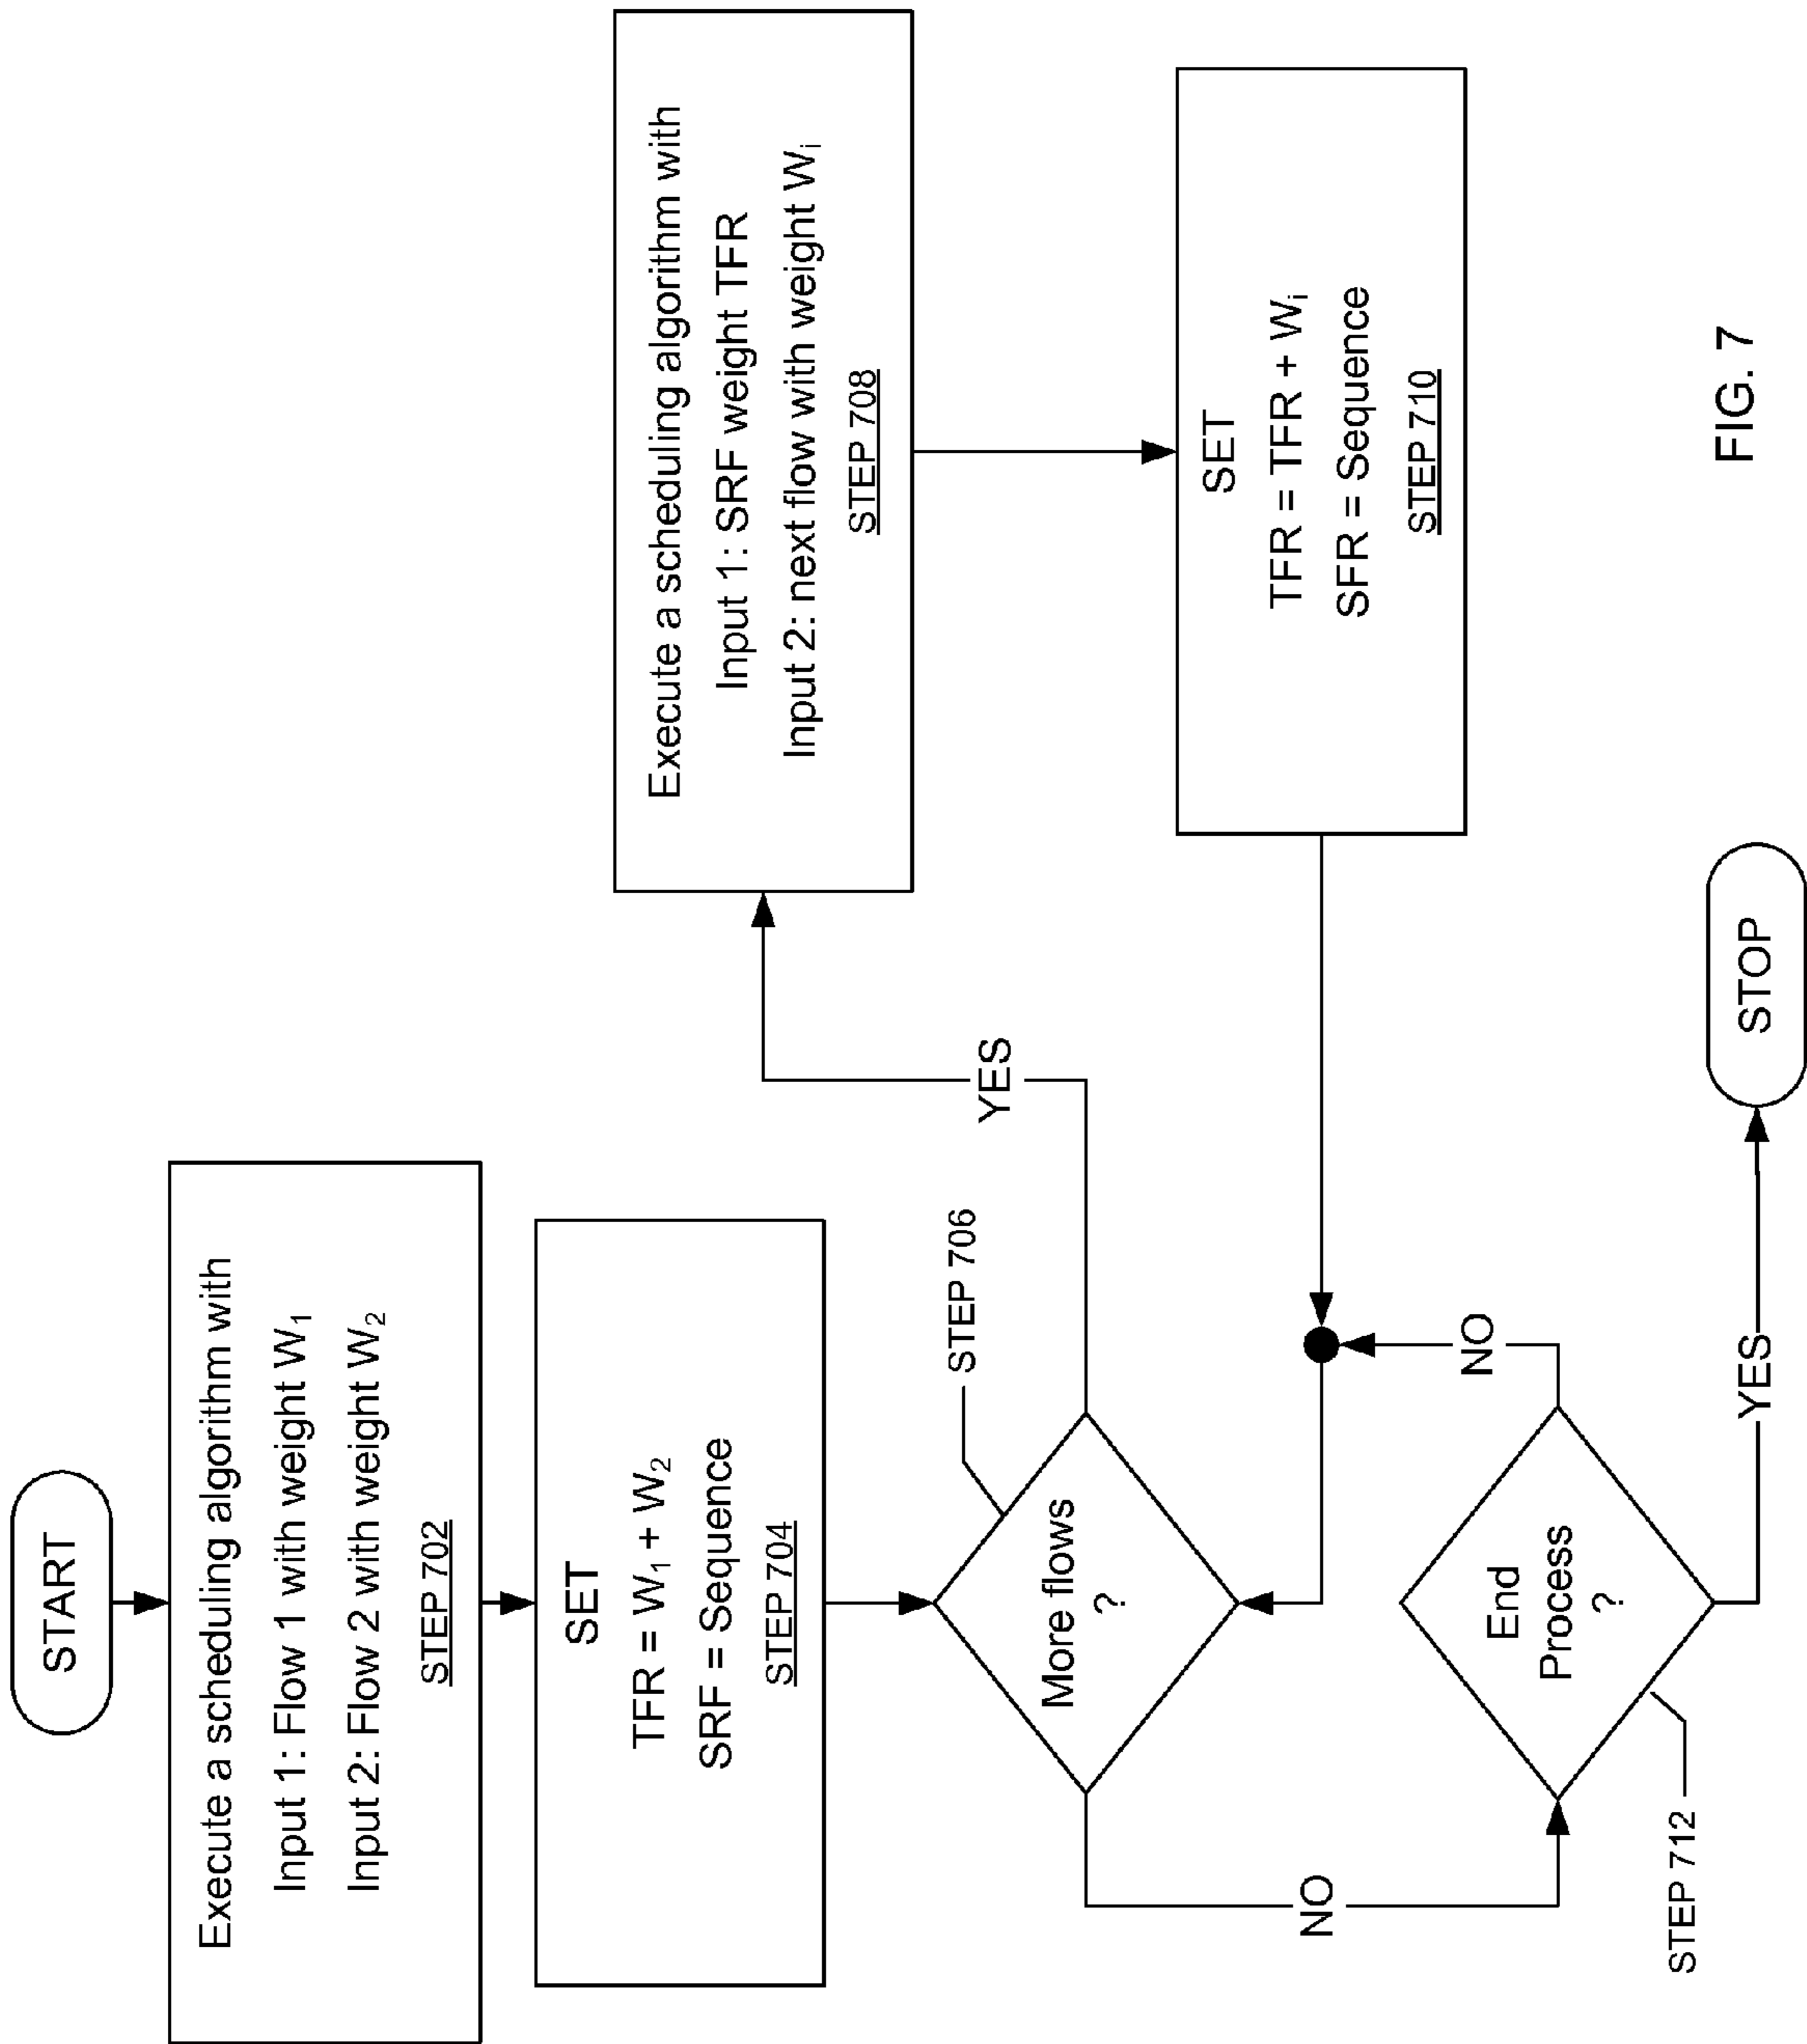 START
Execute a scheduling algorithm with
Input 1: Flow 1 with weight W₁
Input 2: Flow 2 with weight W₂
STEP 702
SET
TFR = W₁ + W₂
SRF = Sequence
STEP 704
More flows
?
STEP 706
YES
NO
Execute a scheduling algorithm with
Input 1: SRF weight TFR
Input 2: next flow with weight Wᵢ
STEP 708
SET
TFR = TFR + Wᵢ
SFR = Sequence
STEP 710
End
Process
?
STEP 712
NO
YES
STOP
FIG. 7